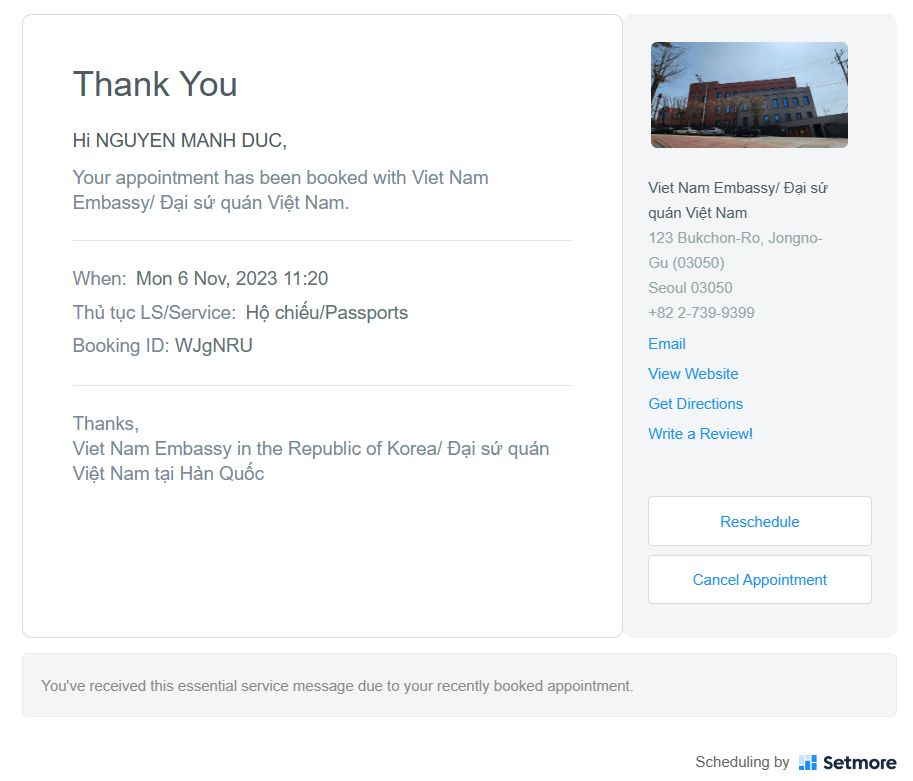 Thank You
Hi NGUYEN MANH DUC,
Your appointment has been booked with Viet Nam
Embassy/ Đại sứ quán Việt Nam.
When: Mon 6 Nov, 2023 11:20
Thủ tục LS/Service: Hộ chiếu/Passports
Booking ID: WJgNRU
Thanks,
Viet Nam Embassy in the Republic of Korea/ Đại sứ quán
Việt Nam tại Hàn Quốc
Viet Nam Embassy/ Đại sứ
quán Việt Nam
123 Bukchon-Ro, Jongno-
Gu (03050)
Seoul 03050
+82 2-739-9399
Email
View Website
Get Directions
Write a Review!
Reschedule
Cancel Appointment
You've received this essential service message due to your recently booked appointment.
Scheduling by Setmore